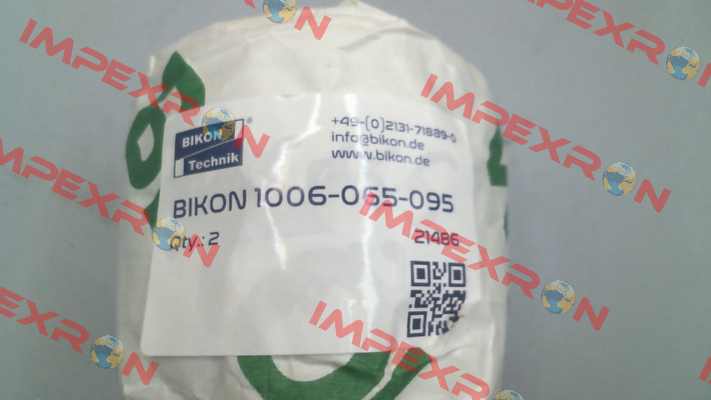 BIKON
Technik
®
+49-(0)2131-71889-0
info@bikon.de
www.bikon.de
BIKON 1006-065-095
Qty.: 2
21486
IMPEXRON
IMPEXRON
IMPEXRON
IMPEXRON
IMPEXRON
IMPEXRON
IMPEXRON